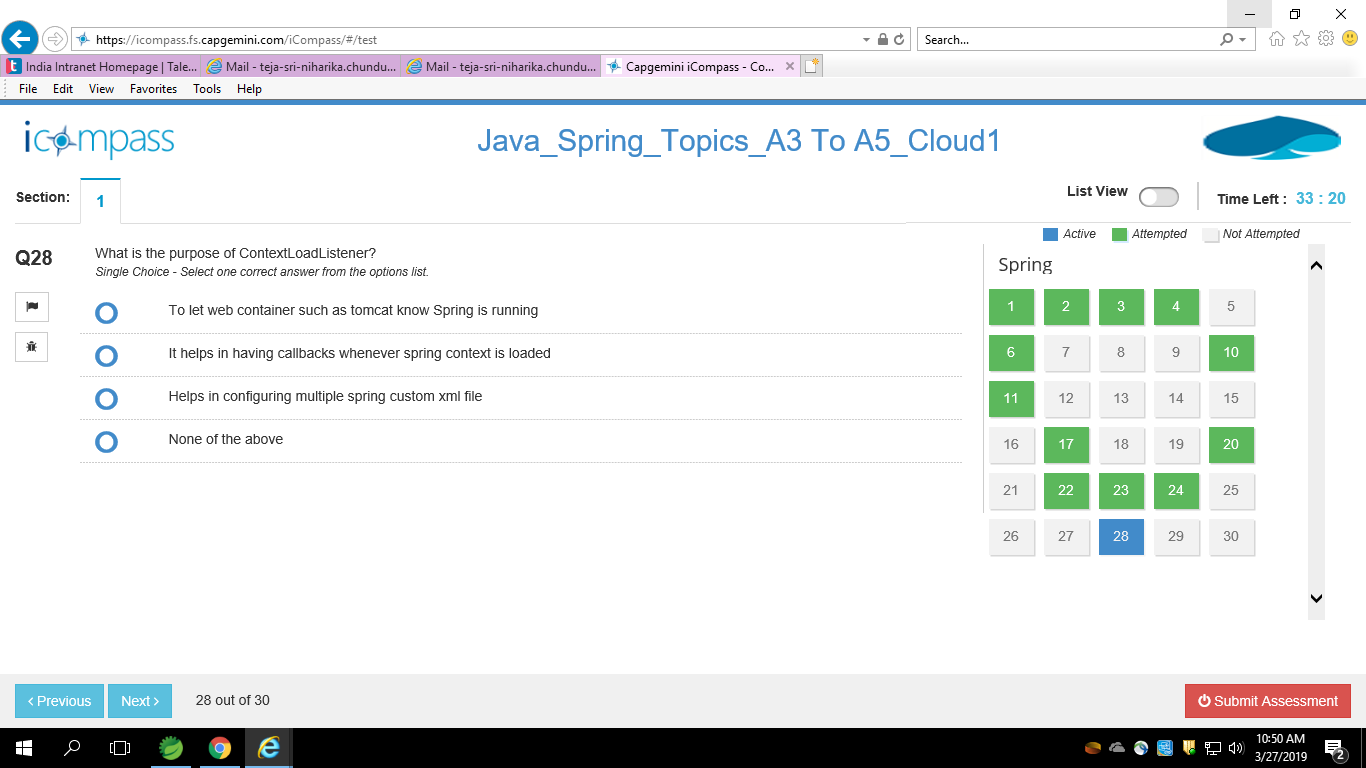 https://icompass.fs.capgemini.com/iCompass/#/test
Search...
India Intranet Homepage | Tale...
Mail - teja-sri-niharika.chundu...
Mail - teja-sri-niharika.chundu...
Capgemini iCompass - Co...
File Edit View Favorites Tools Help
icompass
Java_Spring_Topics_A3 To A5_Cloud1
Section: 1
List View
Time Left : 33 : 20
Active Attempted Not Attempted
Q28
What is the purpose of ContextLoadListener?
Single Choice - Select one correct answer from the options list.
To let web container such as tomcat know Spring is running
It helps in having callbacks whenever spring context is loaded
Helps in configuring multiple spring custom xml file
None of the above
Spring
1 2 3 4 5
6 7 8 9 10
11 12 13 14 15
16 17 18 19 20
21 22 23 24 25
26 27 28 29 30
‹ Previous
Next ›
28 out of 30
Submit Assessment
10:50 AM
3/27/2019
2